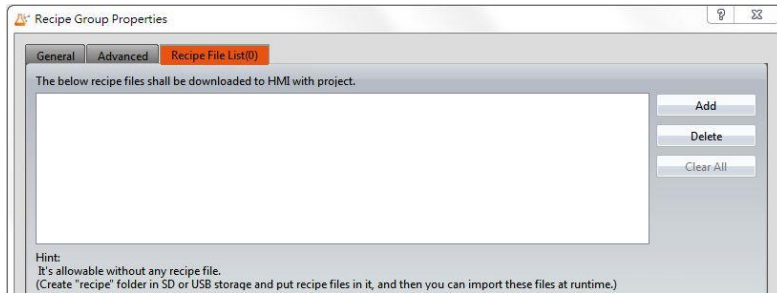 Recipe Group Properties
General Advanced Recipe File List(0)
The below recipe files shall be downloaded to HMI with project.
Add
Delete
Clear All
Hint:
It's allowable without any recipe file.
(Create "recipe" folder in SD or USB storage and put recipe files in it, and then you can import these files at runtime.)